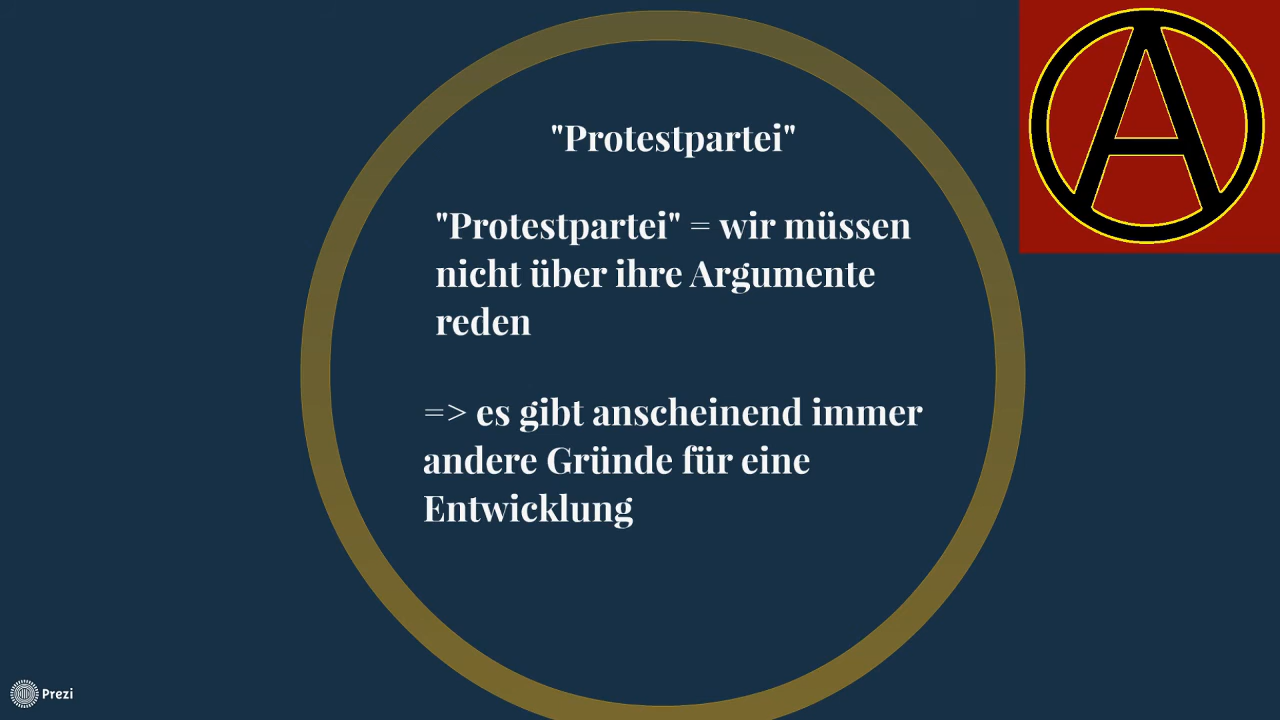 "Protestpartei"
"Protestpartei" = wir müssen
nicht über ihre Argumente
reden
=> es gibt anscheinend immer
andere Gründe für eine
Entwicklung
A
Prezi